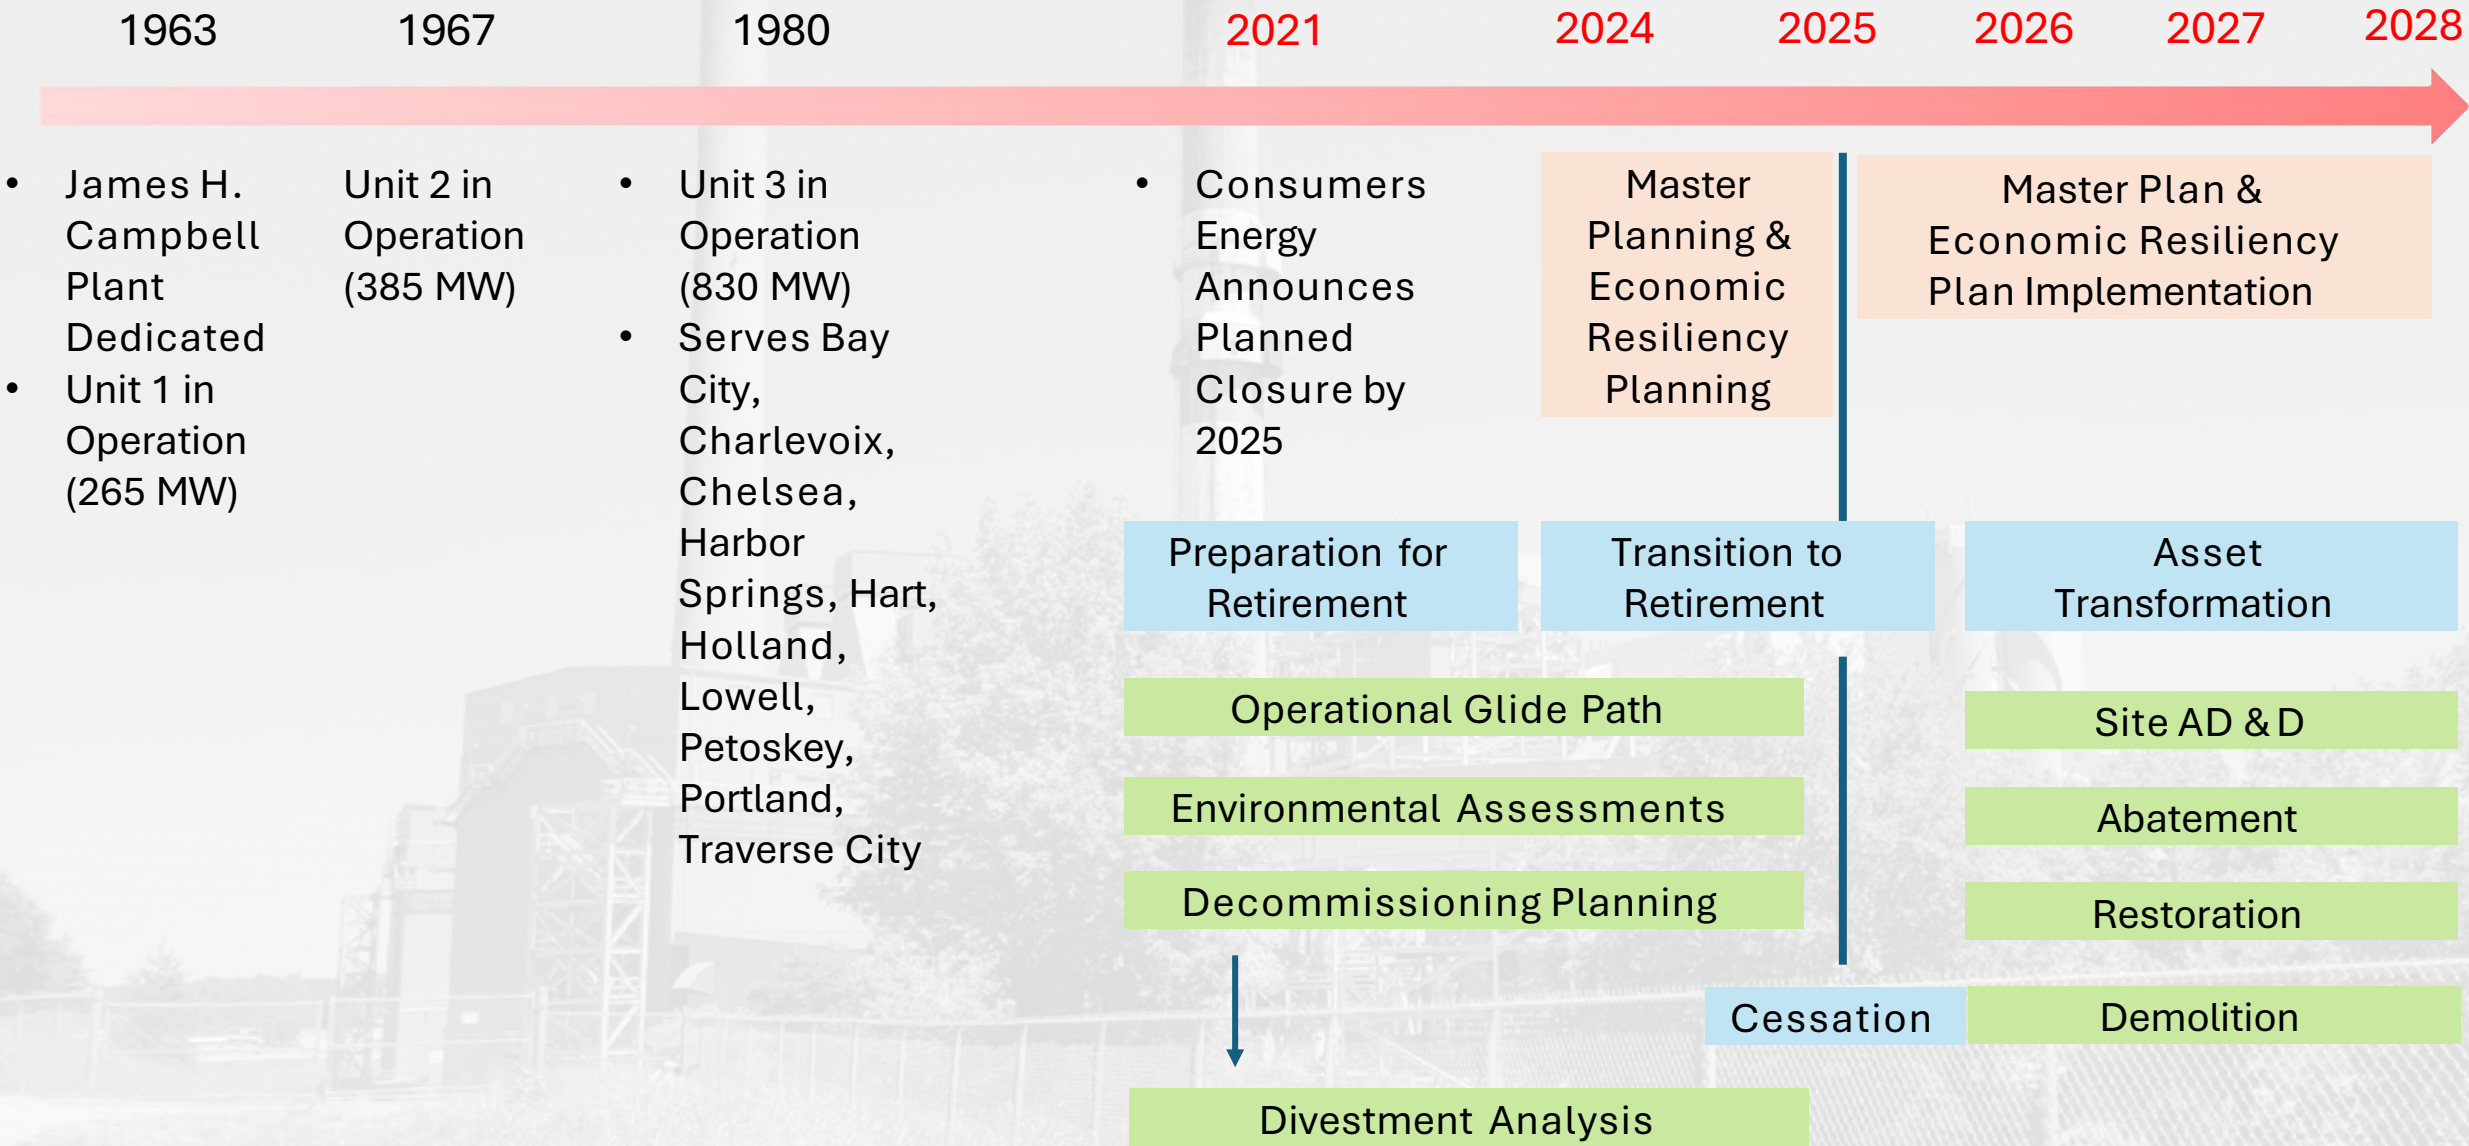 1963 1967 1980 2021 2024 2025 2026 2027 2028
• James H.
Campbell
Plant
Dedicated
• Unit 1 in
Operation
(265 MW)
Unit 2 in
Operation
(385 MW)
• Unit 3 in
Operation
(830 MW)
• Serves Bay
City,
Charlevoix,
Chelsea,
Harbor
Springs, Hart,
Holland,
Lowell,
Petoskey,
Portland,
Traverse City
• Consumers
Energy
Announces
Planned
Closure by
2025
Master
Planning &
Economic
Resiliency
Planning
Master Plan &
Economic Resiliency
Plan Implementation
Preparation for
Retirement
Transition to
Retirement
Asset
Transformation
Operational Glide Path
Environmental Assessments
Decommissioning Planning
Site AD & D
Abatement
Restoration
Cessation
Demolition
Divestment Analysis